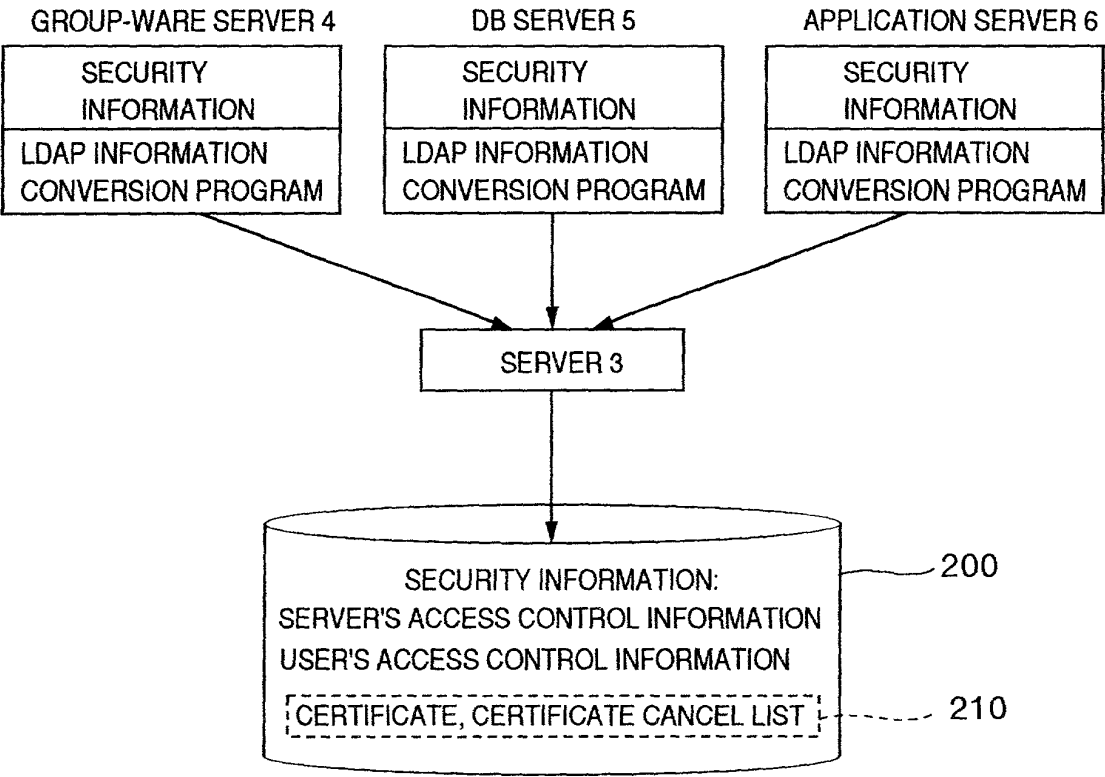 GROUP-WARE SERVER 4
DB SERVER 5
APPLICATION SERVER 6
SECURITY
INFORMATION
LDAP INFORMATION
CONVERSION PROGRAM
SECURITY
INFORMATION
LDAP INFORMATION
CONVERSION PROGRAM
SECURITY
INFORMATION
LDAP INFORMATION
CONVERSION PROGRAM
SERVER 3
SECURITY INFORMATION:
SERVER'S ACCESS CONTROL INFORMATION
USER'S ACCESS CONTROL INFORMATION
CERTIFICATE, CERTIFICATE CANCEL LIST
200
210